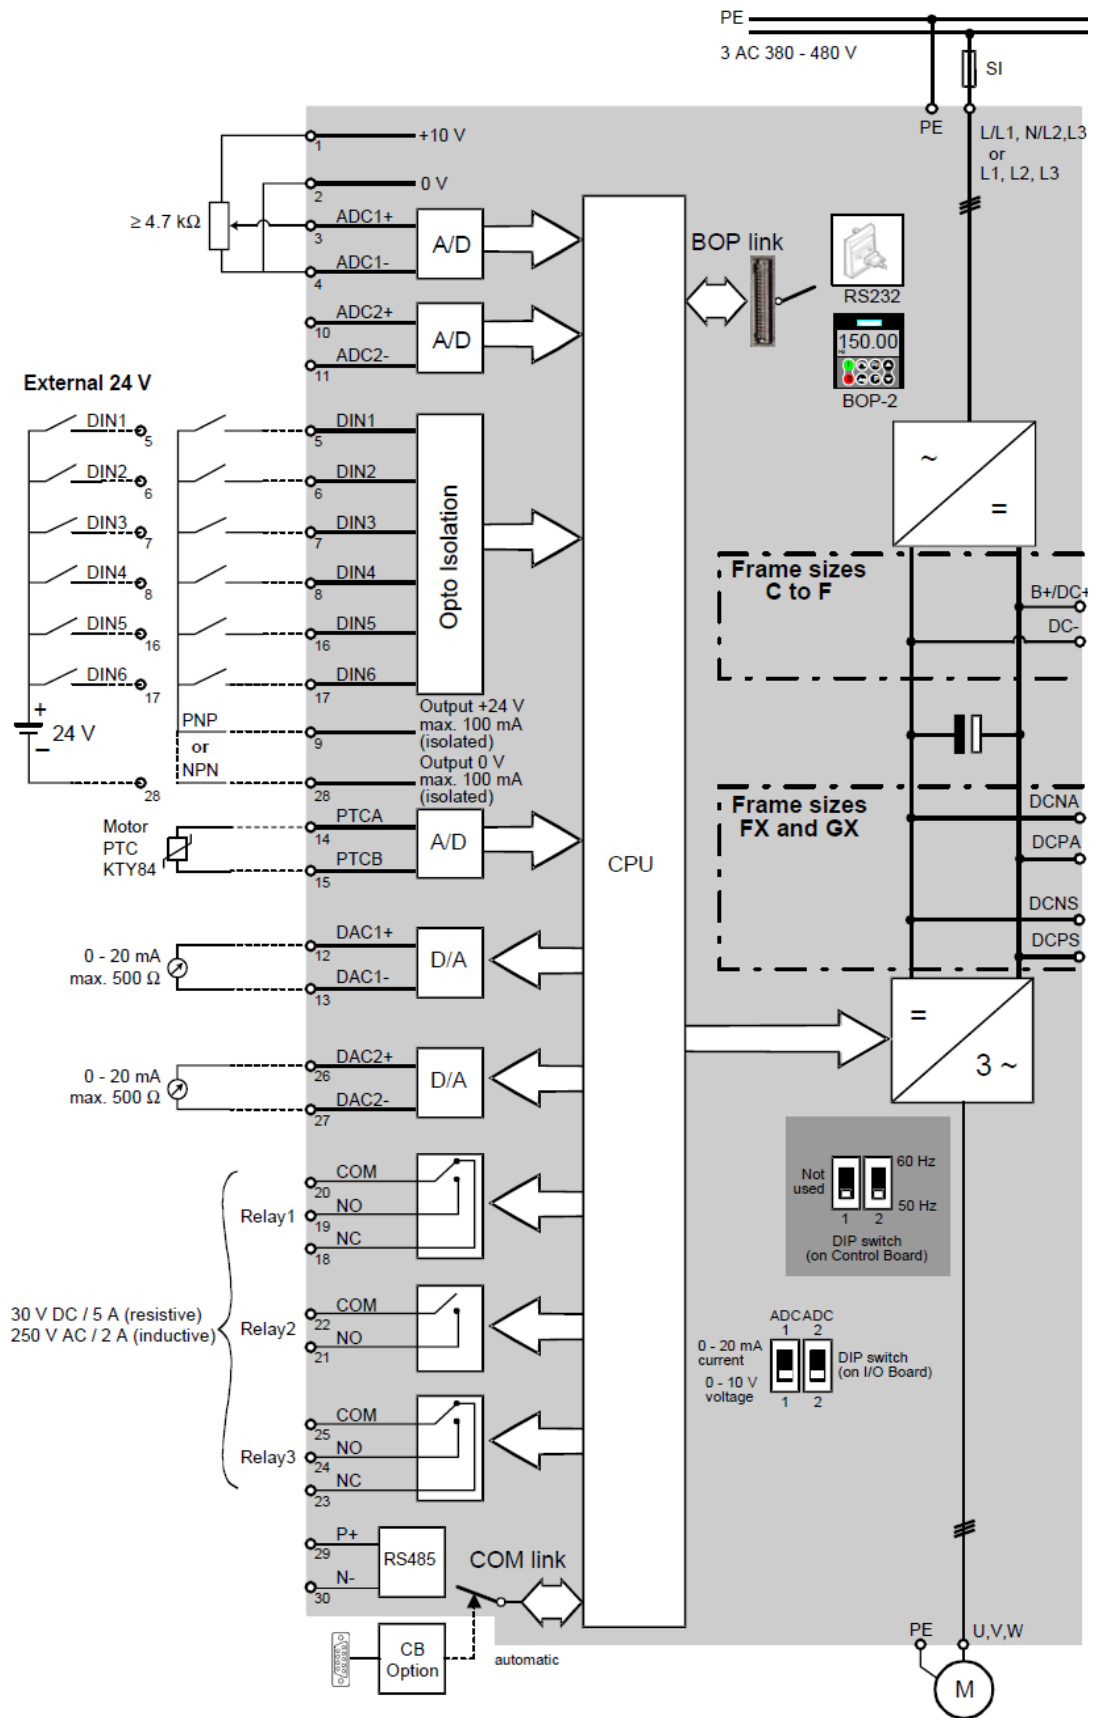 PE
3 AC 380 - 480 V
SI
PE
L/L1, N/L2,L3
or
L1, L2, L3
1
+10 V
2
0 V
≥ 4.7 kΩ
ADC1+
3
A/D
ADC1-
4
ADC2+
10
A/D
ADC2-
11
BOP link
RS232
150.00
Hz
BOP-2
External 24 V
DIN1
5
DIN2
6
DIN3
7
DIN4
8
DIN5
16
DIN6
17
+
24 V
−
28
PNP
or
NPN
DIN1
5
DIN2
6
DIN3
7
DIN4
8
DIN5
16
DIN6
17
Opto Isolation
9
Output +24 V
max. 100 mA
(isolated)
28
Output 0 V
max. 100 mA
(isolated)
~
=
Frame sizes
C to F
B+/DC+
DC-
Frame sizes
FX and GX
DCNA
DCPA
DCNS
DCPS
Motor
PTC
KTY84
PTCA
14
PTCB
15
A/D
CPU
0 - 20 mA
max. 500 Ω
DAC1+
12
DAC1-
13
D/A
0 - 20 mA
max. 500 Ω
DAC2+
26
DAC2-
27
D/A
=
3 ~
Not
used
60 Hz
50 Hz
1 2
DIP switch
(on Control Board)
30 V DC / 5 A (resistive)
250 V AC / 2 A (inductive)
Relay1
COM
20
NO
19
NC
18
Relay2
COM
22
NO
21
Relay3
COM
25
NO
24
NC
23
ADC ADC
1 2
0 - 20 mA
current
0 - 10 V
voltage
1 2
DIP switch
(on I/O Board)
P+
29
N-
30
RS485
COM link
CB
Option
automatic
PE
U,V,W
M